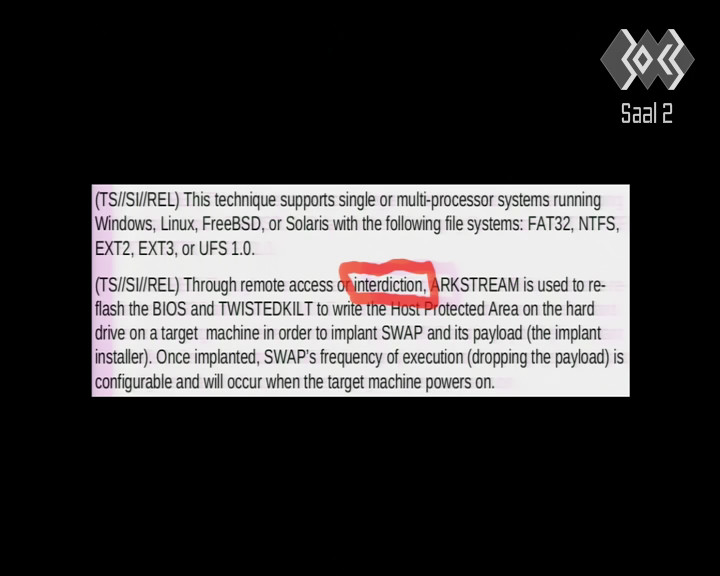 Saal 2
(TS//SI//REL) This technique supports single or multi-processor systems running
Windows, Linux, FreeBSD, or Solaris with the following file systems: FAT32, NTFS,
EXT2, EXT3, or UFS 1.0.
(TS//SI//REL) Through remote access or interdiction, ARKSTREAM is used to re-
flash the BIOS and TWISTEDKILT to write the Host Protected Area on the hard
drive on a target machine in order to implant SWAP and its payload (the implant
installer). Once implanted, SWAP's frequency of execution (dropping the payload) is
configurable and will occur when the target machine powers on.